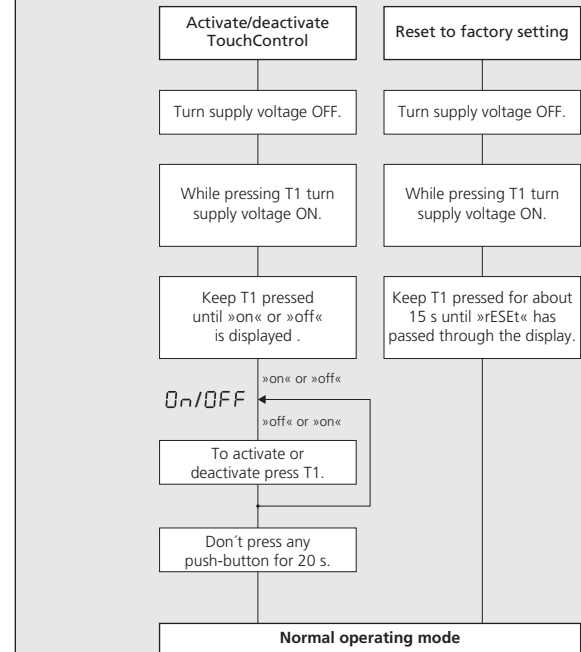 Activate/deactivate
TouchControl
Turn supply voltage OFF.
While pressing T1 turn
supply voltage ON.
Keep T1 pressed
until »on« or »off«
is displayed .
»on« or »off«
On/OFF
»off« or »on«
To activate or
deactivate press T1.
Don´t press any
push-button for 20 s.
Reset to factory setting
Turn supply voltage OFF.
While pressing T1 turn
supply voltage ON.
Keep T1 pressed for about
15 s until »rESEt« has
passed through the display.
Normal operating mode